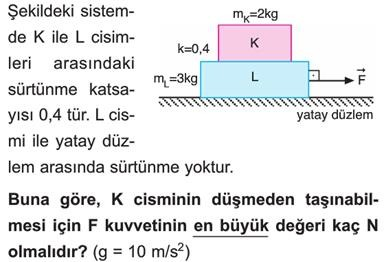 Şekildeki sistem-
de K ile L cisim-
leri arasındaki
sürtünme katsa-
yısı 0,4 tür. L cis-
mi ile yatay düz-
lem arasında sürtünme yoktur.
mK=2kg
K
k=0,4
mL=3kg
L
F
yatay düzlem
Buna göre, K cisminin düşmeden taşınabil-
mesi için F kuvvetinin en büyük değeri kaç N
olmalıdır? (g = 10 m/s²)